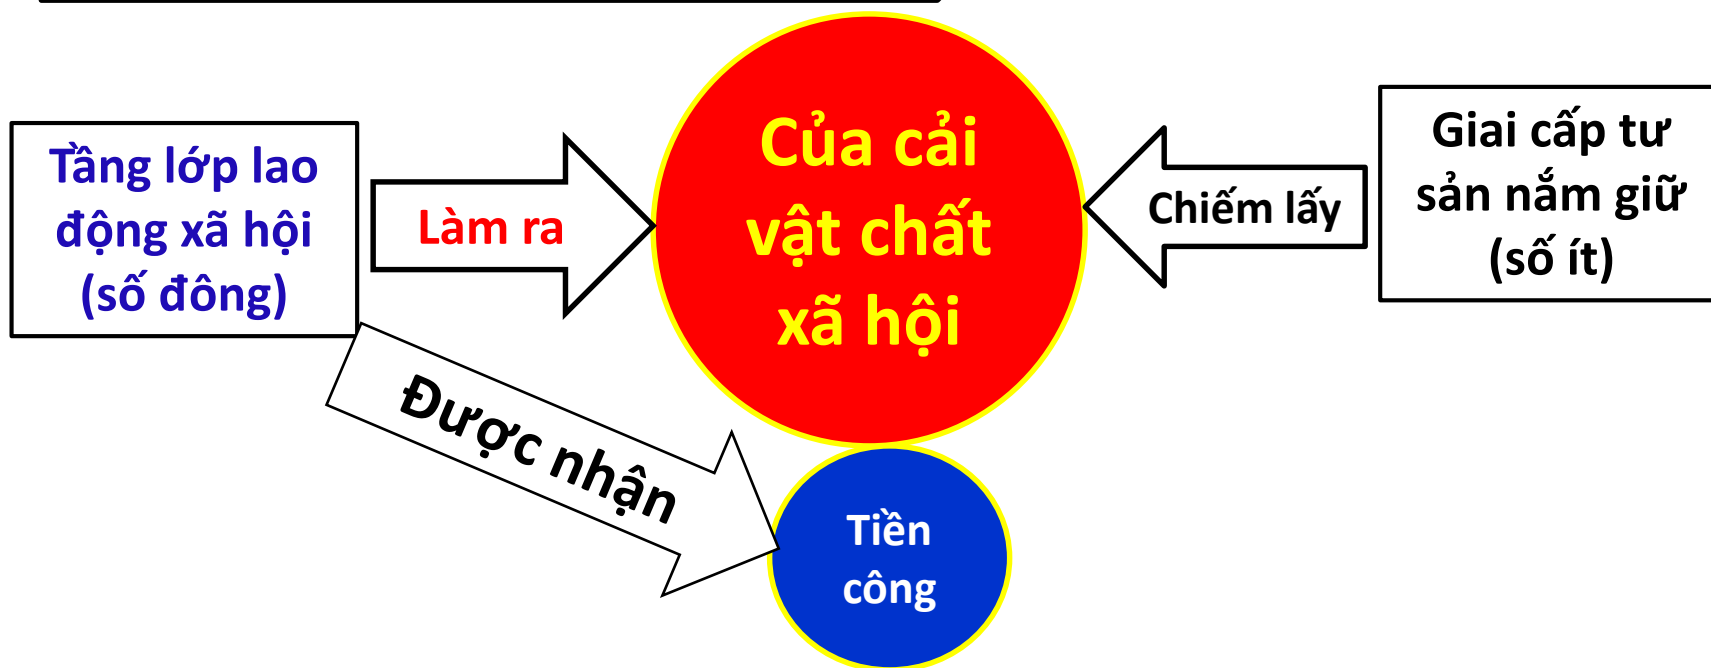 Tầng lớp lao
động xã hội
(số đông)
Làm ra
Của cải
vật chất
xã hội
Chiếm lấy
Giai cấp tư
sản nắm giữ
(số ít)
Được nhận
Tiền
công